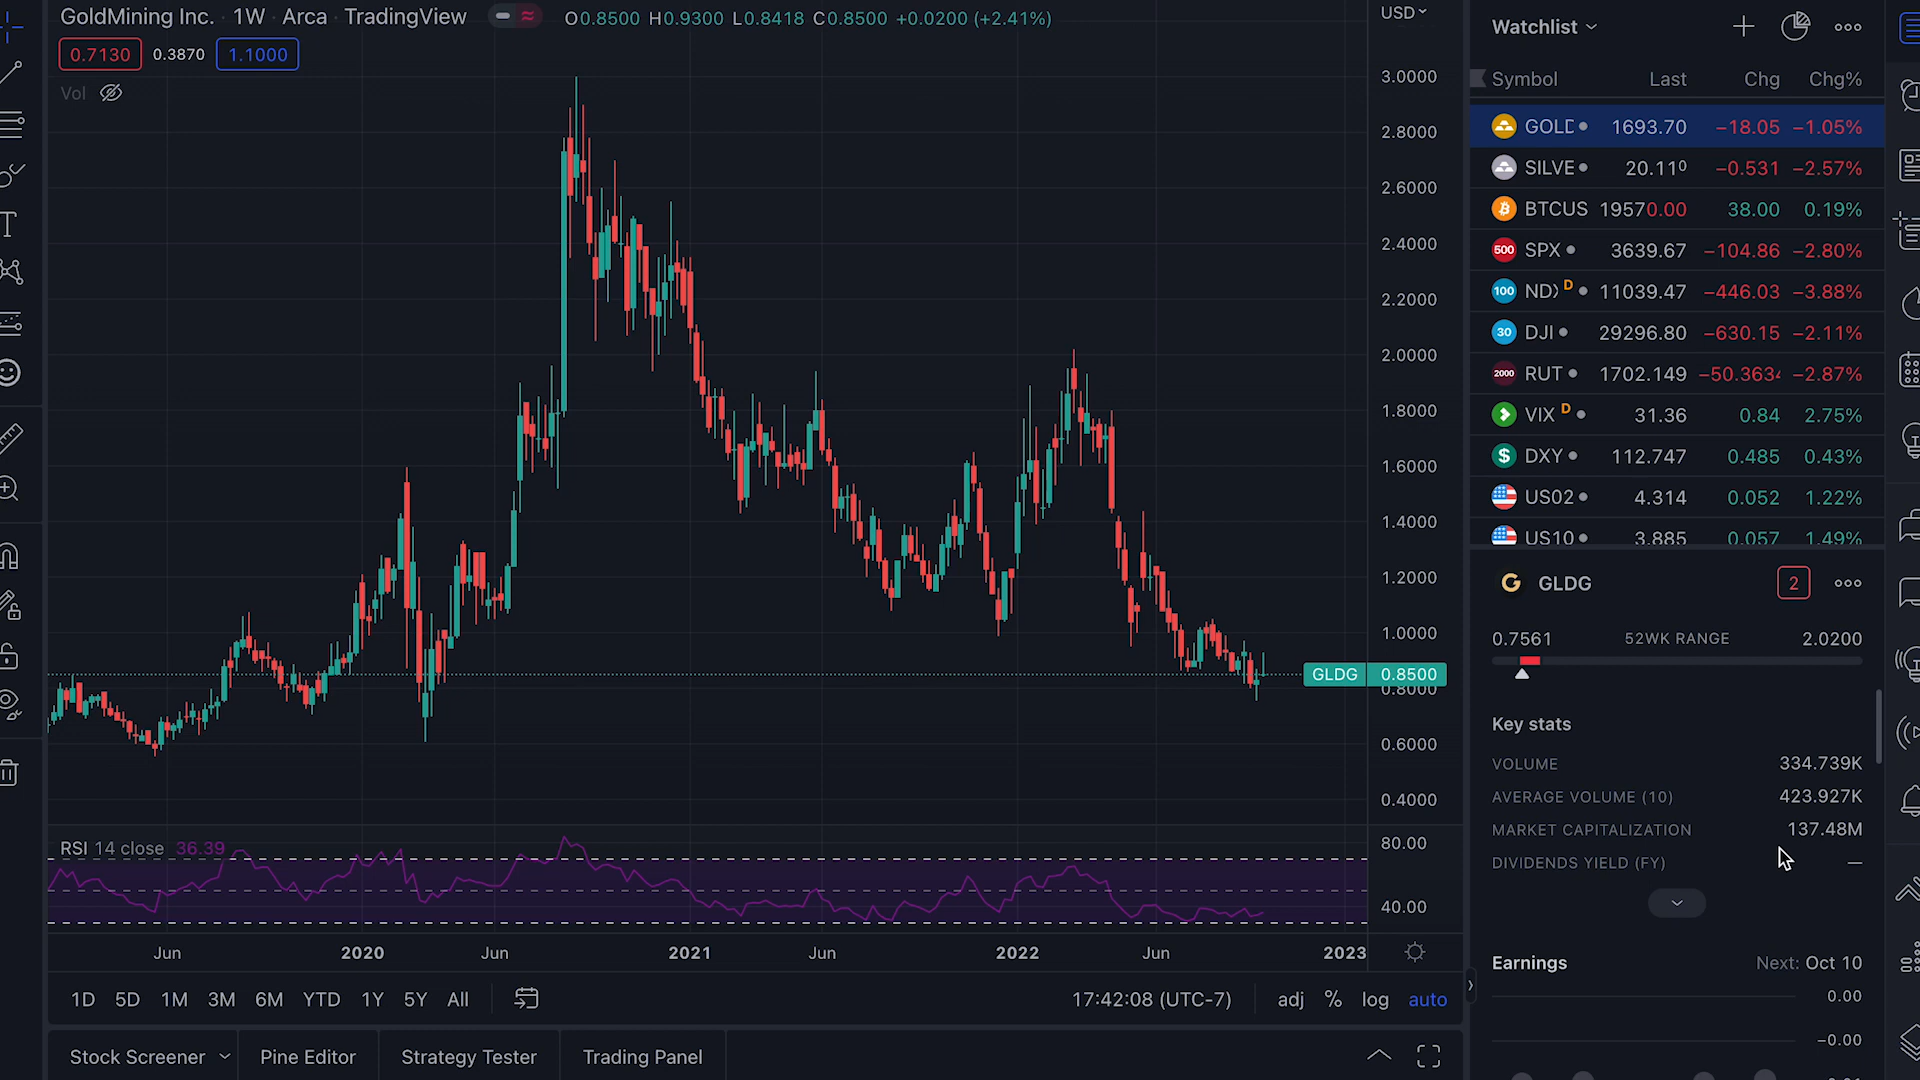 GoldMining Inc. · 1W · Arca · TradingView
O0.8500 H0.9300 L0.8418 C0.8500 +0.0200 (+2.41%)
0.7130 0.3870 1.1000
Vol
USD
3.0000
2.8000
2.6000
2.4000
2.2000
2.0000
1.8000
1.6000
1.4000
1.2000
1.0000
GLDG 0.8500
0.8000
0.6000
0.4000
RSI 14 close 36.39
80.00
40.00
Jun 2020 Jun 2021 Jun 2022 Jun 2023
1D 5D 1M 3M 6M YTD 1Y 5Y All
17:42:08 (UTC-7) adj % log auto
Stock Screener Pine Editor Strategy Tester Trading Panel
Watchlist
Symbol Last Chg Chg%
GOLD 1693.70 −18.05 −1.05%
SILVE 20.110 −0.531 −2.57%
BTCUS 19570.00 38.00 0.19%
500 SPX 3639.67 −104.86 −2.80%
100 NDX D 11039.47 −446.03 −3.88%
30 DJI 29296.80 −630.15 −2.11%
2000 RUT 1702.149 −50.3634 −2.87%
VIX D 31.36 0.84 2.75%
$ DXY 112.747 0.485 0.43%
US02 4.314 0.052 1.22%
US10 3.885 0.057 1.49%
G GLDG 2
0.7561 52WK RANGE 2.0200
Key stats
VOLUME 334.739K
AVERAGE VOLUME (10) 423.927K
MARKET CAPITALIZATION 137.48M
DIVIDENDS YIELD (FY) —
Earnings Next: Oct 10
0.00
−0.00